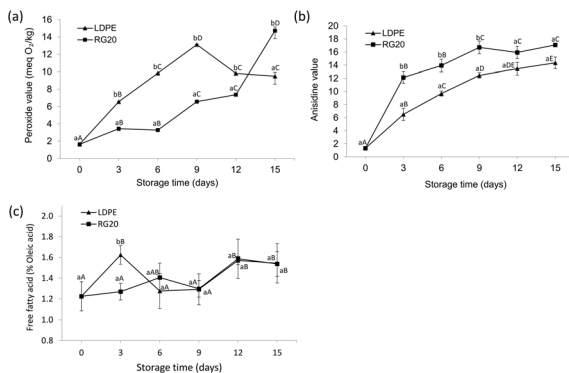 (a)
LDPE
RG20
Peroxide value (meq O₂/kg)
16
14
12
10
8
6
4
2
0
aA
bB
bC
bD
bC
aC
aB
aB
aC
aC
bD
0 3 6 9 12 15
Storage time (days)
(b)
LDPE
RG20
Anisidine value
20
18
16
14
12
10
8
6
4
2
0
aA
bB
bB
bC
aC
aC
aB
aC
aD
aDE
aE
0 3 6 9 12 15
Storage time (days)
(c)
LDPE
RG20
Free fatty acid (% Oleic acid)
2.0
1.8
1.6
1.4
1.2
1.0
aA
bB
aA
aAB
aA
aA
aA
aB
aB
aB
aB
0 3 6 9 12 15
Storage time (days)